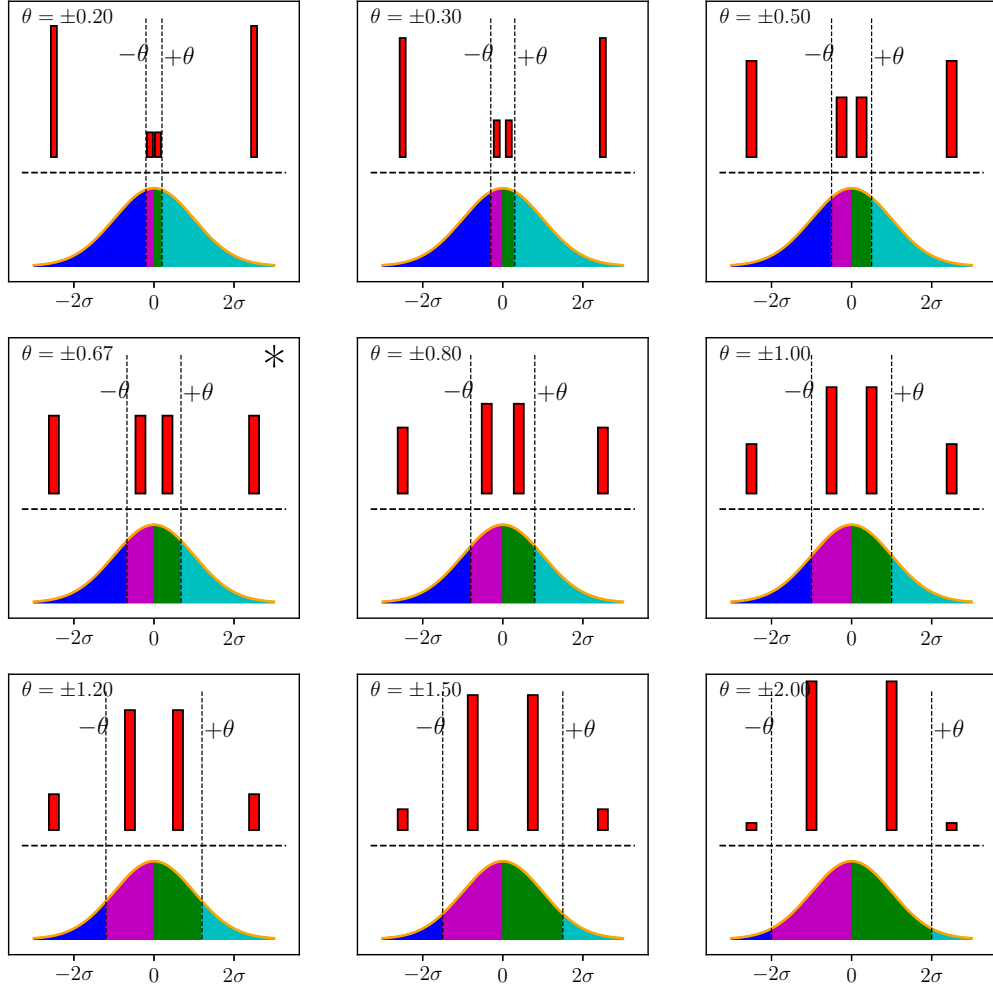 θ = ±0.20
−θ
+θ
−2σ 0 2σ
θ = ±0.30
−θ
+θ
−2σ 0 2σ
θ = ±0.50
−θ
+θ
−2σ 0 2σ
θ = ±0.67
*
−θ
+θ
−2σ 0 2σ
θ = ±0.80
−θ
+θ
−2σ 0 2σ
θ = ±1.00
−θ
+θ
−2σ 0 2σ
θ = ±1.20
−θ
+θ
−2σ 0 2σ
θ = ±1.50
−θ
+θ
−2σ 0 2σ
θ = ±2.00
−θ
+θ
−2σ 0 2σ